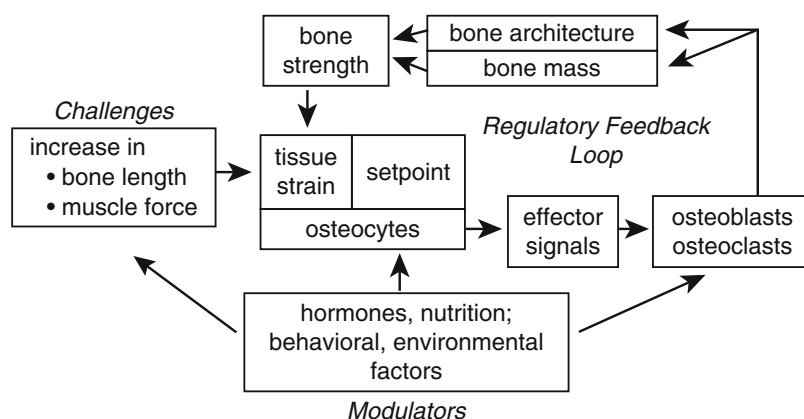 bone
strength
bone architecture
bone mass
Challenges
increase in
• bone length
• muscle force
tissue
strain
setpoint
osteocytes
Regulatory Feedback
Loop
effector
signals
osteoblasts
osteoclasts
hormones, nutrition;
behavioral, environmental
factors
Modulators